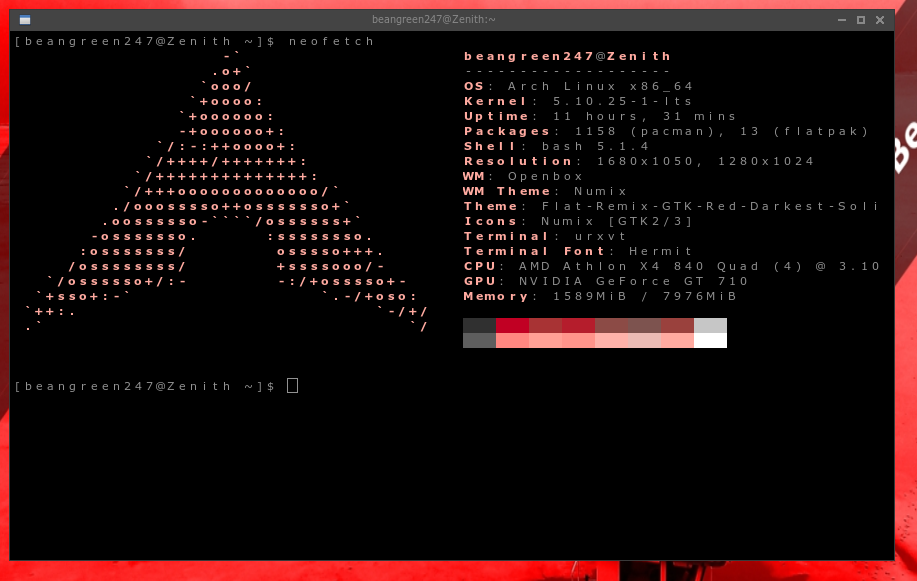 beangreen247@Zenith:~
[beangreen247@Zenith ~]$ neofetch
-`
.o+`
`ooo/
`+oooo:
`+oooooo:
-+oooooo+:
`/:-:++oooo+:
`/++++/+++++++:
`/++++++++++++++:
`/+++ooooooooooooo/`
./ooosssso++osssssso+`
.oossssso-````/ossssss+`
-osssssso.      :ssssssso.
:osssssss/        osssso+++.
/ossssssss/        +ssssooo/-
`/ossssso+/:-        -:/+osssso+-
`+sso+:-`                 `.-/+oso:
`++:.                           `-/+/
.`                                 `/
beangreen247@Zenith
-------------------
OS: Arch Linux x86_64
Kernel: 5.10.25-1-lts
Uptime: 11 hours, 31 mins
Packages: 1158 (pacman), 13 (flatpak)
Shell: bash 5.1.4
Resolution: 1680x1050, 1280x1024
WM: Openbox
WM Theme: Numix
Theme: Flat-Remix-GTK-Red-Darkest-Soli
Icons: Numix [GTK2/3]
Terminal: urxvt
Terminal Font: Hermit
CPU: AMD Athlon X4 840 Quad (4) @ 3.10
GPU: NVIDIA GeForce GT 710
Memory: 1589MiB / 7976MiB
[beangreen247@Zenith ~]$
Be